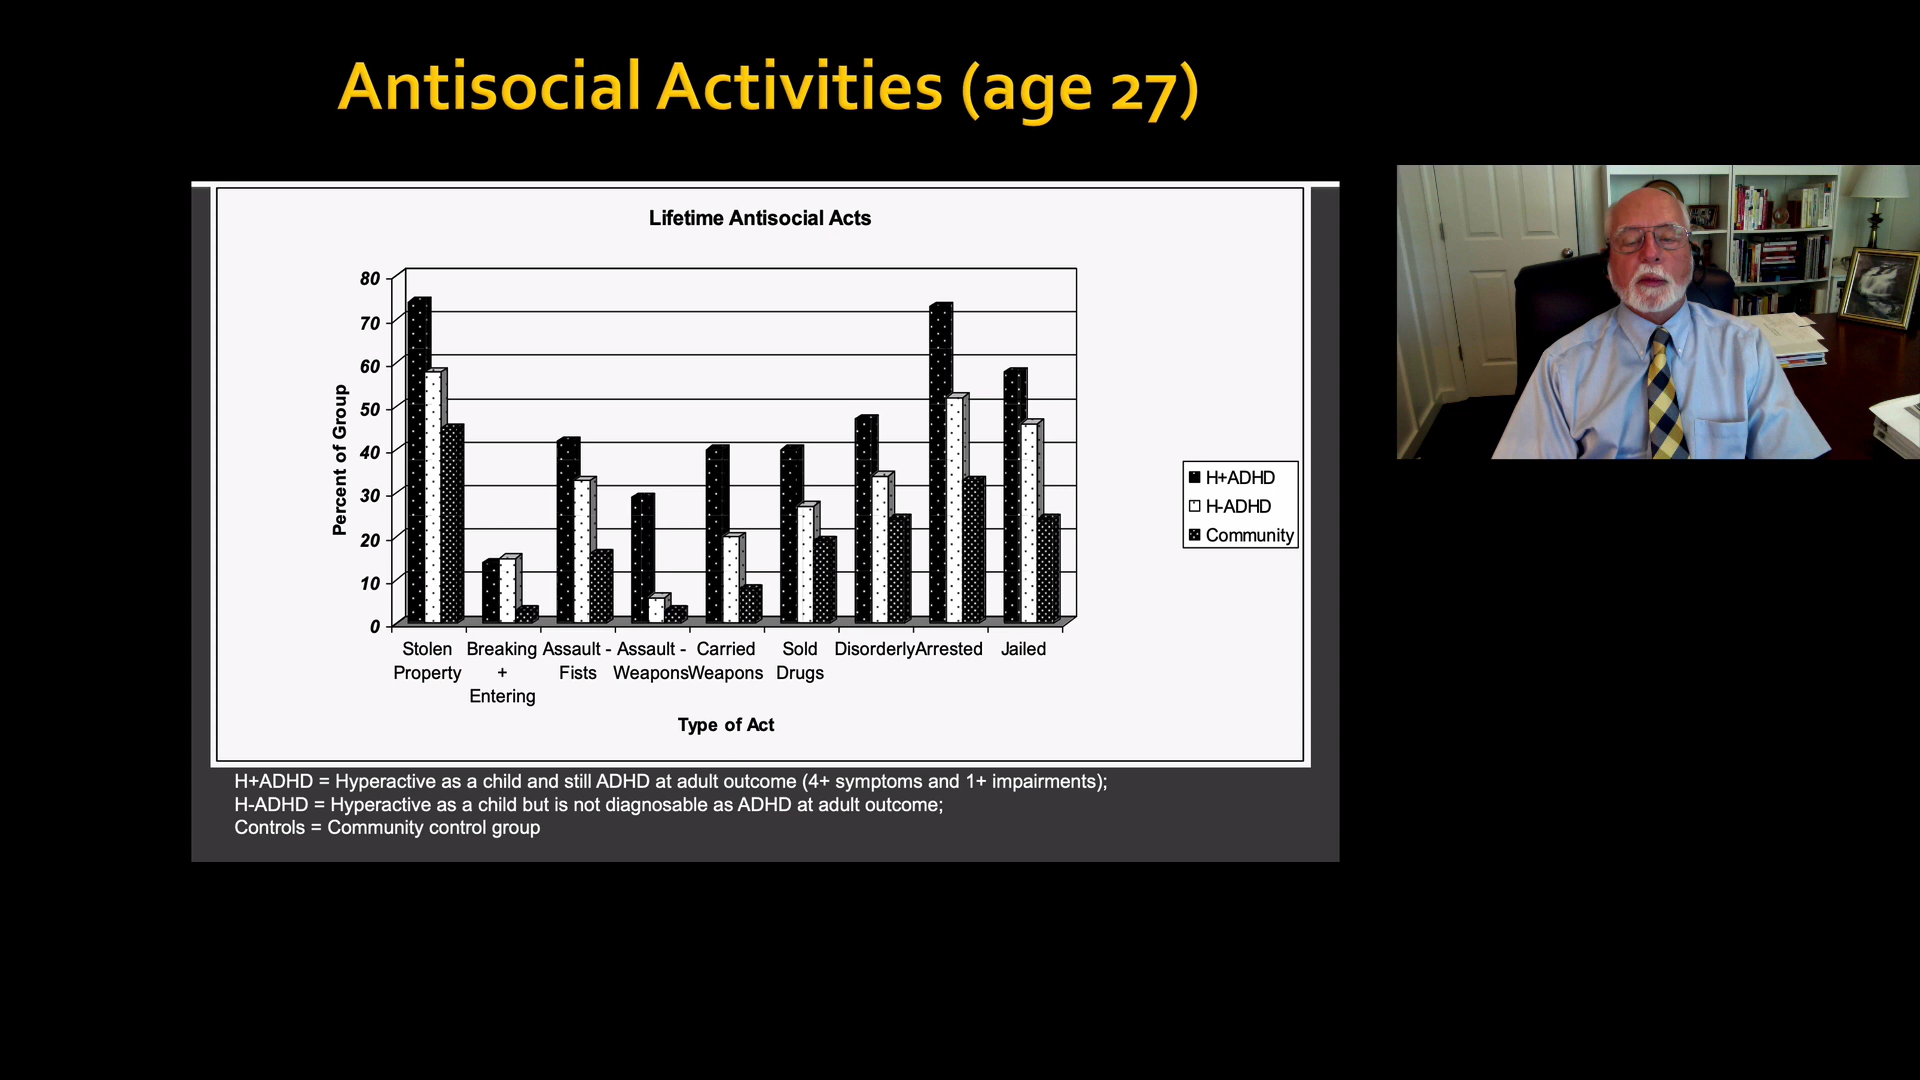 Antisocial Activities (age 27)
Lifetime Antisocial Acts
80
70
60
50
40
30
20
10
0
Percent of Group
Stolen Property
Breaking + Entering
Assault - Fists
Assault - Weapons
Carried Weapons
Sold Drugs
Disorderly
Arrested
Jailed
Type of Act
H+ADHD
H-ADHD
Community
H+ADHD = Hyperactive as a child and still ADHD at adult outcome (4+ symptoms and 1+ impairments);
H-ADHD = Hyperactive as a child but is not diagnosable as ADHD at adult outcome;
Controls = Community control group